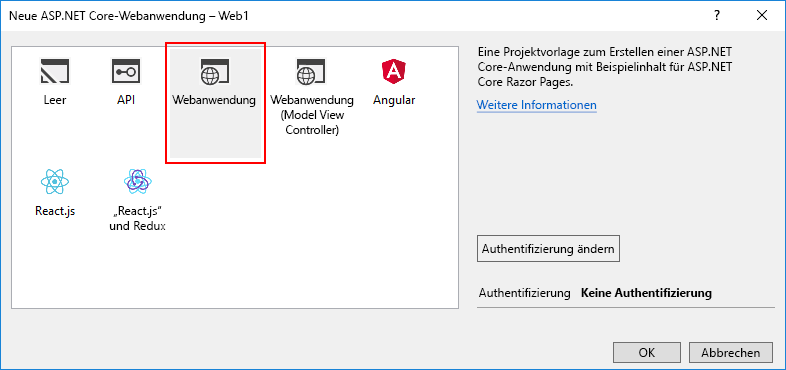 Neue ASP.NET Core-Webanwendung – Web1
Leer
API
Webanwendung
Webanwendung
(Model View
Controller)
Angular
React.js
„React.js“
und Redux
Eine Projektvorlage zum Erstellen einer ASP.NET
Core-Anwendung mit Beispielinhalt für ASP.NET
Core Razor Pages.
Weitere Informationen
Authentifizierung ändern
Authentifizierung Keine Authentifizierung
OK
Abbrechen